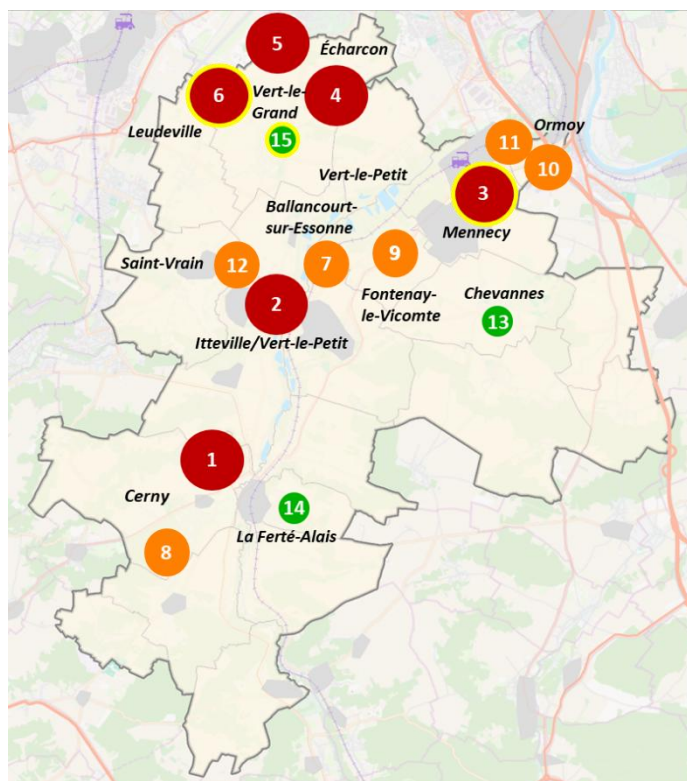 5
Écharcon
6
Vert-le-
Grand
4
Leudeville
15
Ormoy
11
10
Vert-le-Petit
3
Ballancourt-
sur-Essonne
Mennecy
Saint-Vrain
12
7
9
2
Fontenay-
le-Vicomte
Chevannes
13
Itteville/Vert-le-Petit
1
Cerny
14
La Ferté-Alais
8